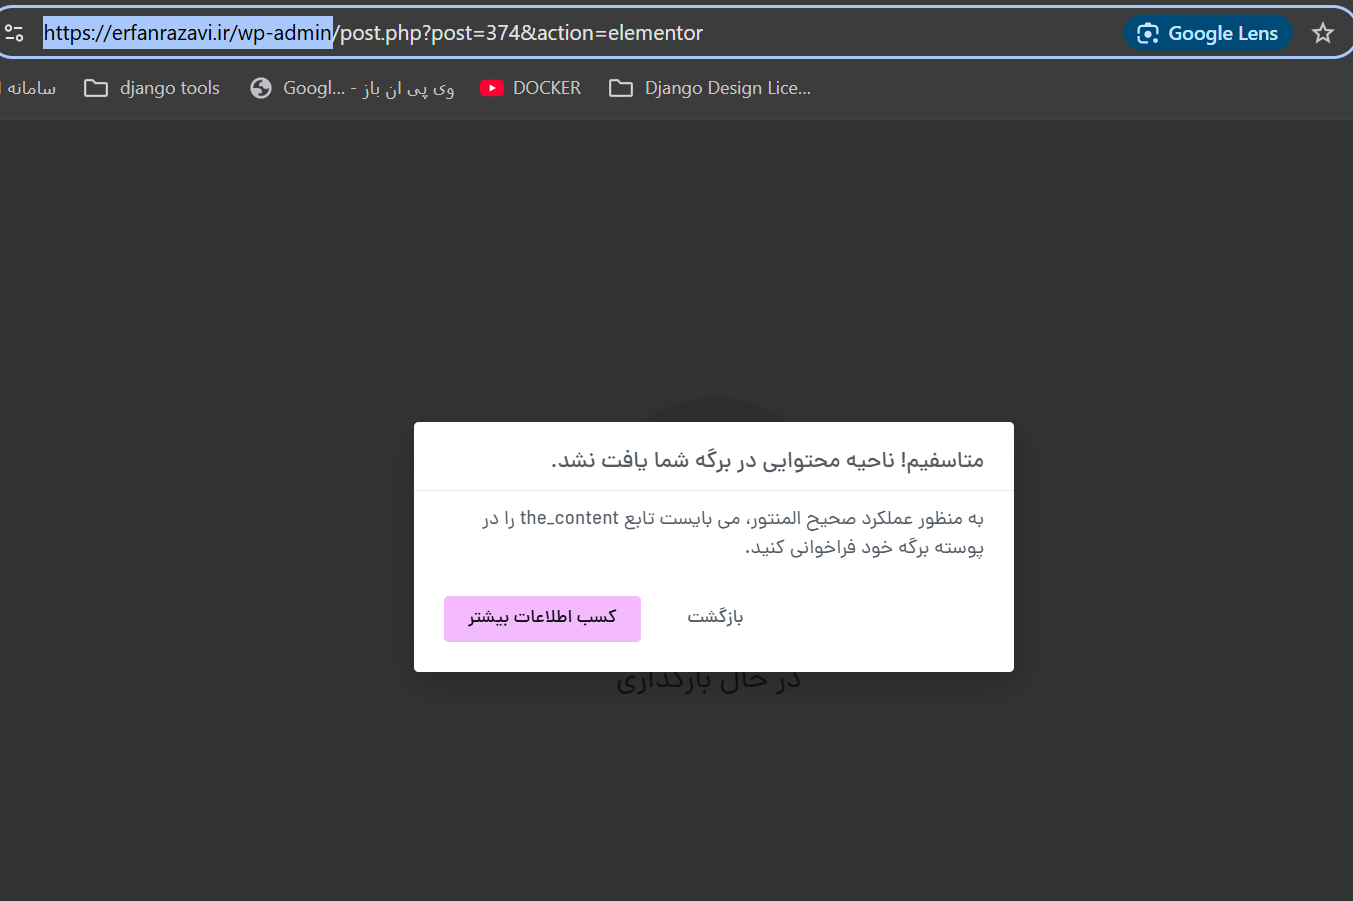 https://erfanrazavi.ir/wp-admin/post.php?post=374&action=elementor
Google Lens
سامانه
django tools
Googl... - وی پی ان باز
DOCKER
Django Design Lice...
متاسفیم! ناحیه محتوایی در برگه شما یافت نشد.
به منظور عملکرد صحیح المنتور، می بایست تابع the_content را در
پوسته برگه خود فراخوانی کنید.
بازگشت
کسب اطلاعات بیشتر
در حال بارگذاری